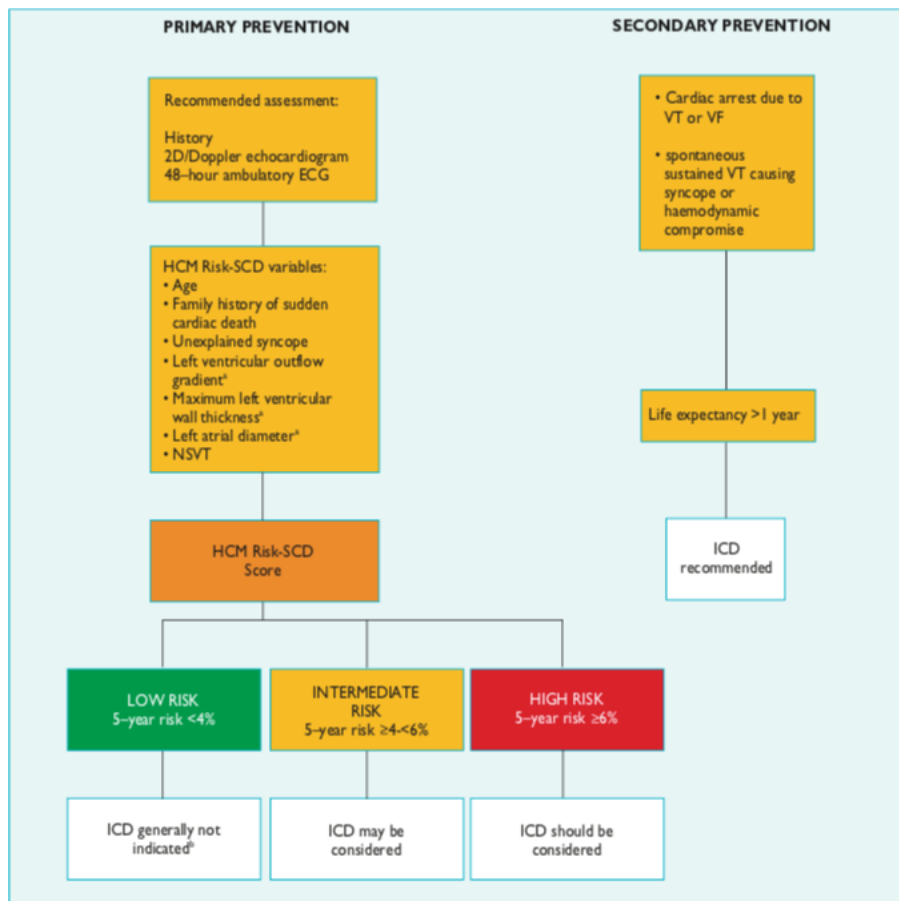 PRIMARY PREVENTION
SECONDARY PREVENTION
Recommended assessment:
History
2D/Doppler echocardiogram
48–hour ambulatory ECG
• Cardiac arrest due to
VT or VF
• spontaneous
sustained VT causing
syncope or
haemodynamic
compromise
HCM Risk-SCD variables:
• Age
• Family history of sudden
cardiac death
• Unexplained syncope
• Left ventricular outflow
gradientᵃ
• Maximum left ventricular
wall thicknessᵃ
• Left atrial diameterᵃ
• NSVT
Life expectancy >1 year
HCM Risk-SCD
Score
ICD
recommended
LOW RISK
5–year risk <4%
INTERMEDIATE
RISK
5–year risk ≥4-<6%
HIGH RISK
5–year risk ≥6%
ICD generally not
indicatedᵇ
ICD may be
considered
ICD should be
considered